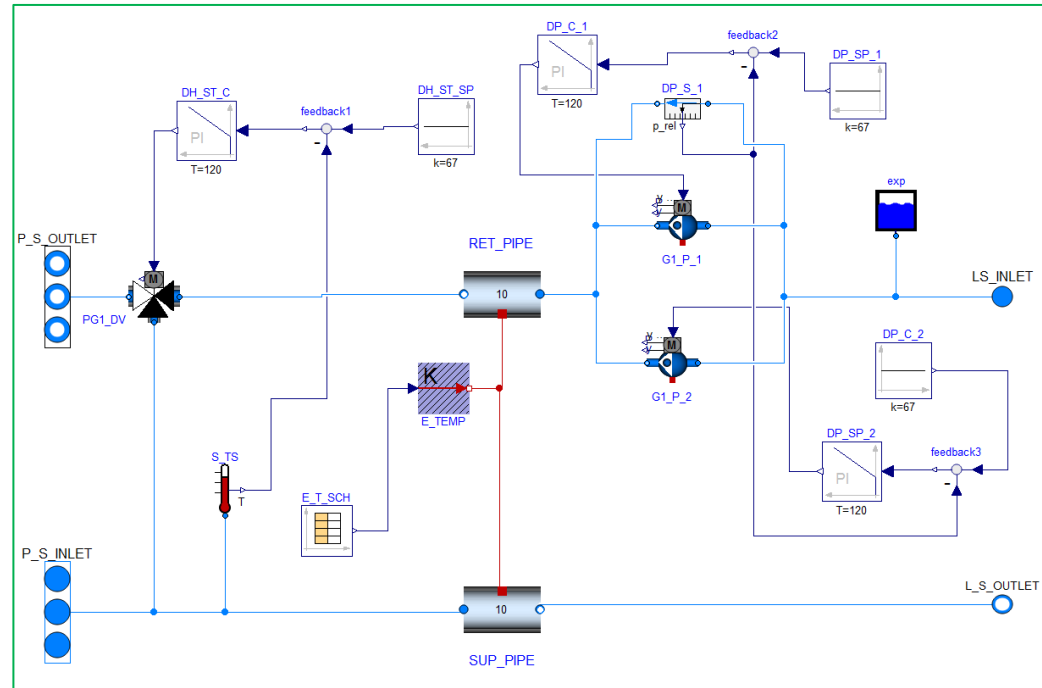 DP_C_1
feedback2
DP_SP_1
PI
T=120
DP_S_1
p_rel
k=67
DH_ST_C
DH_ST_SP
feedback1
PI
T=120
k=67
exp
M
G1_P_1
P_S_OUTLET
M
PG1_DV
RET_PIPE
10
LS_INLET
M
G1_P_2
DP_C_2
k=67
K
E_TEMP
DP_SP_2
feedback3
PI
T=120
S_TS
T
E_T_SCH
P_S_INLET
10
SUP_PIPE
L_S_OUTLET